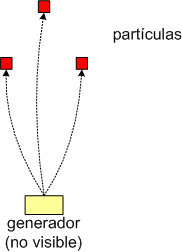 partículas
generador
(no visible)